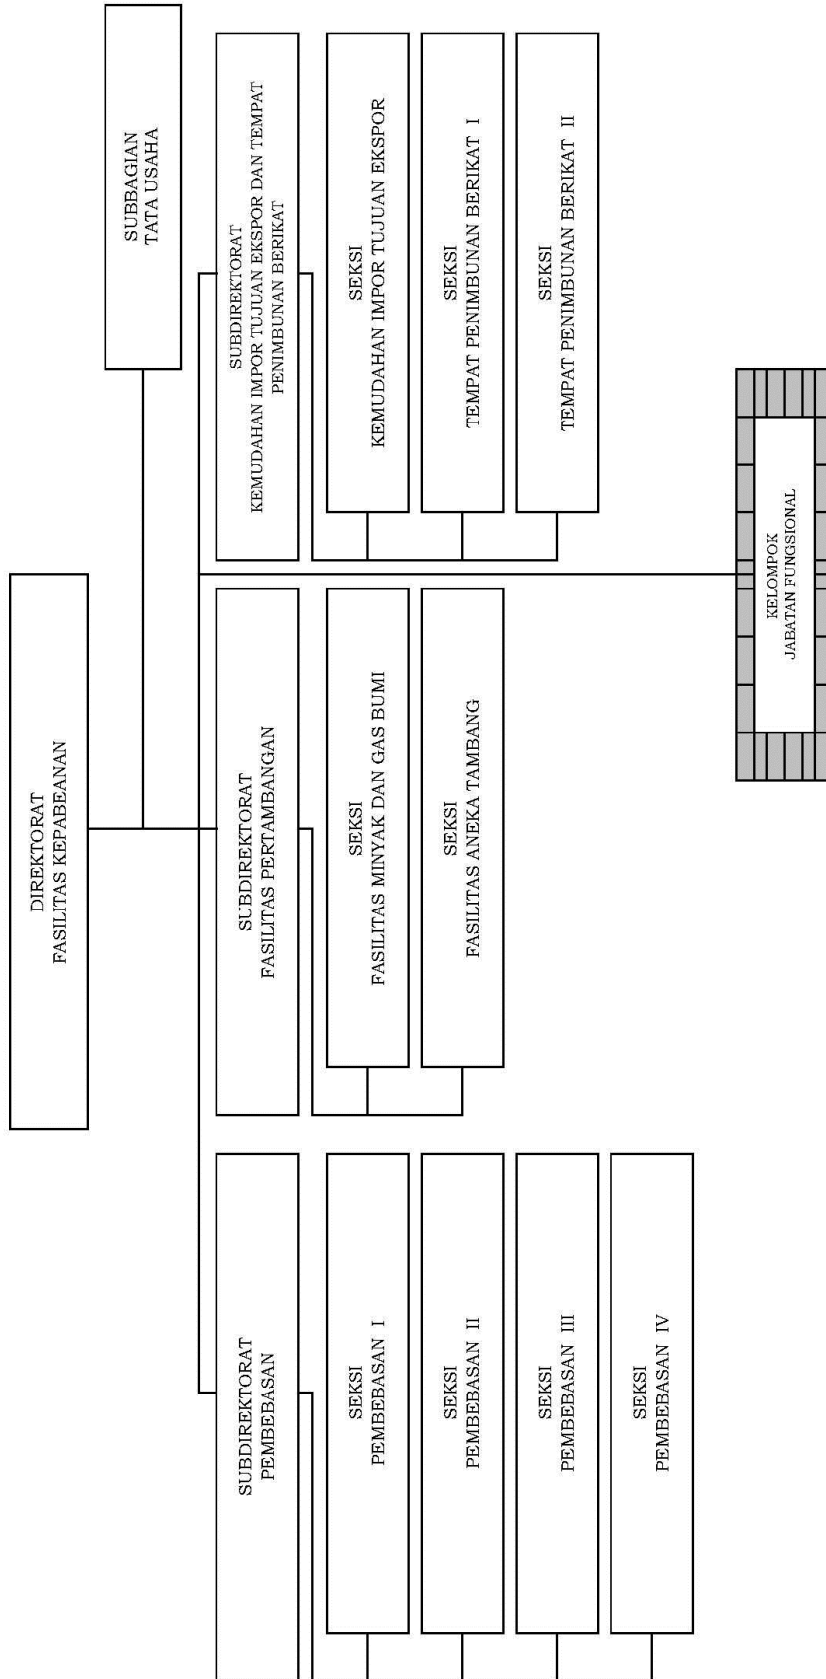 DIREKTORAT
FASILITAS KEPABEANAN
SUBBAGIAN
TATA USAHA
SUBDIREKTORAT
PEMBEBASAN
SUBDIREKTORAT
FASILITAS PERTAMBANGAN
SUBDIREKTORAT
KEMUDAHAN IMPOR TUJUAN EKSPOR DAN TEMPAT
PENIMBUNAN BERIKAT
SEKSI
PEMBEBASAN I
SEKSI
FASILITAS MINYAK DAN GAS BUMI
SEKSI
KEMUDAHAN IMPOR TUJUAN EKSPOR
SEKSI
PEMBEBASAN II
SEKSI
FASILITAS ANEKA TAMBANG
SEKSI
TEMPAT PENIMBUNAN BERIKAT I
SEKSI
PEMBEBASAN III
SEKSI
TEMPAT PENIMBUNAN BERIKAT II
SEKSI
PEMBEBASAN IV
KELOMPOK
JABATAN FUNGSIONAL